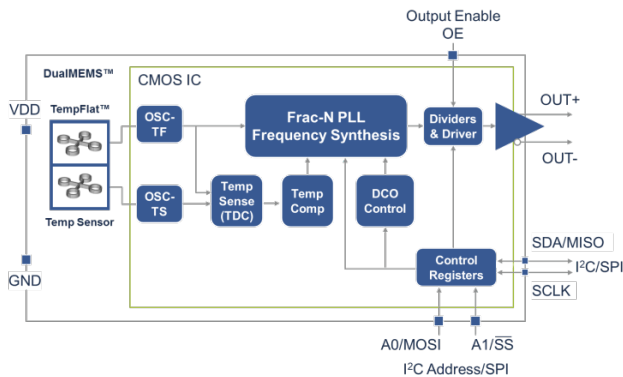 Output Enable
OE
DualMEMS™
CMOS IC
VDD
TempFlat™
OSC-
TF
Frac-N PLL
Frequency Synthesis
Dividers
& Driver
OUT+
OUT-
OSC-
TS
Temp
Sense
(TDC)
Temp
Comp
DCO
Control
Temp Sensor
GND
Control
Registers
SDA/MISO
I²C/SPI
SCLK
A0/MOSI
A1/S̅S̅
I²C Address/SPI